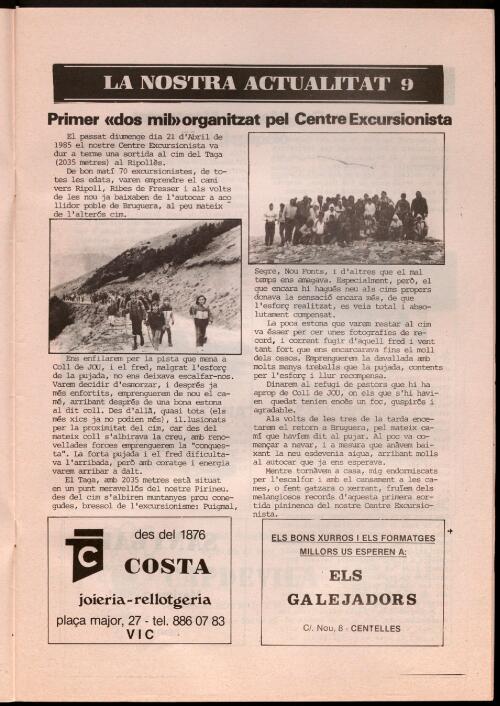 LA NOSTRA ACTUALITAT 9
Primer «dos mil» organitzat pel Centre Excursionista
El passat diumenge dia 21 d'Abril de
1985 el nostre Centre Excursionista va
dur a terme una sortida al cim del Taga
(2035 metres) al Ripollès.
De bon matí 70 excursionistes, de to-
tes les edats, varen emprendre el camí
vers Ripoll, Ribes de Fresser i als volts
de les nou ja baixaben de l'autocar a aco
llidor poble de Bruguera, al peu mateix
de l'alterós cim.
Ens enfilarem per la pista que mena a
Coll de JOU, i el fred, malgrat l'esforç
de la pujada, no ens deixava escalfar-nos.
Varem decidir d'esmorzar, i després ja
més enfortits, emprengueren de nou el ca-
mí, arribant després de una bona estona
al dit coll. Des d'allà, quasi tots (els
més xics ja no podien més), il.lusionats
per la proximitat del cim, car des del
mateix coll s'albirava la creu, amb reno-
vellades forces emprengueren la "conques-
ta". La forta pujada i el fred dificulta-
va l'arribada, però amb coratge i energia
varem arribar a dalt.
El Taga, amb 2035 metres està situat
en un punt meravellós del nostre Pirineu.
des del cim s'albiren muntanyes prou cone-
gudes, bressol de l'excursionisme: Puigmal,
Segre, Nou Fonts, i d'altres que el mal
temps ens amagava. Especialment, però, el
que encara hi hagués neu als cims propers
donava la sensació encara més, de que
l'esforç realitzat, es veia total i abso-
lutament compensat.
La poca estona que varem restar al cim
va ésser per cer unes fotografies de re-
cord, i corrent fugir d'aquell fred i vent
tant fort que ens encarcarava fins el moll
dels ossos. Emprenguerem la davallada amb
molts manys treballs que la pujada, contents
per l'esforç i llur recompensa.
Dinarem al refugi de pastors que hi ha
aprop de Coll de JOU, on els que s'hi havi-
en quedat tenien encés un foc, guspirós i
agradable.
Als volts de les tres de la tarda ence-
tarem el retorn a Bruguera, pel mateix ca-
mí que havíem dit al pujar. Al poc va co-
mençar a nevar, i a mesura que anàvem bai-
xant la neu esdevenia aigua, arribant molls
al autocar que ja ens esperava.
Mentre tornàvem a casa, mig endormiscats
per l'escalfor i amb el cansament a les ca-
mes, o fent gatzara o xerrant, fruïem dels
melangiosos records d'aquesta primera sor-
tida pininenca del nostre Centre Excursio-
nista.
des del 1876
COSTA
joieria-rellotgeria
plaça major, 27 - tel. 886 07 83
VIC
ELS BONS XURROS I ELS FORMATGES
MILLORS US ESPEREN A:
ELS
GALEJADORS
C/. Nou, 8 - CENTELLES